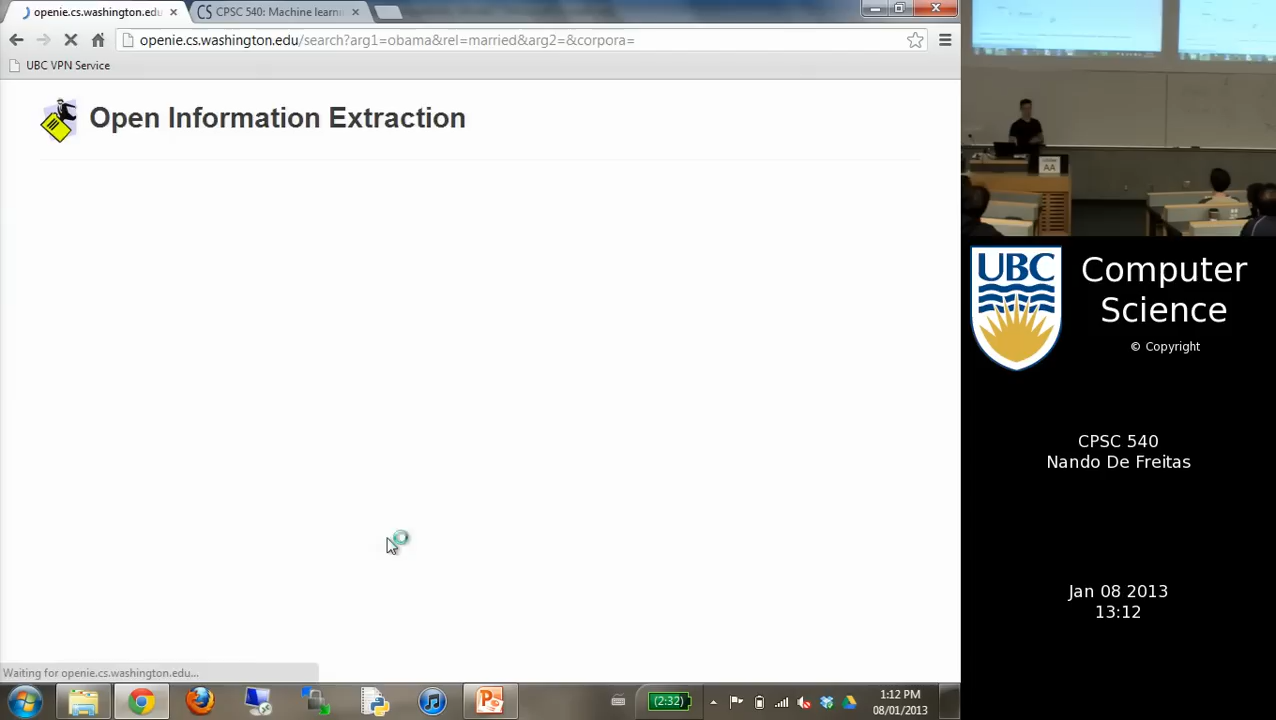 openie.cs.washington.edu
CPSC 540: Machine learni
openie.cs.washington.edu/search?arg1=obama&rel=married&arg2=&corpora=
UBC VPN Service
Open Information Extraction
AA
UBC
Computer
Science
© Copyright
CPSC 540
Nando De Freitas
Jan 08 2013
13:12
Waiting for openie.cs.washington.edu...
(2:32)
1:12 PM
08/01/2013